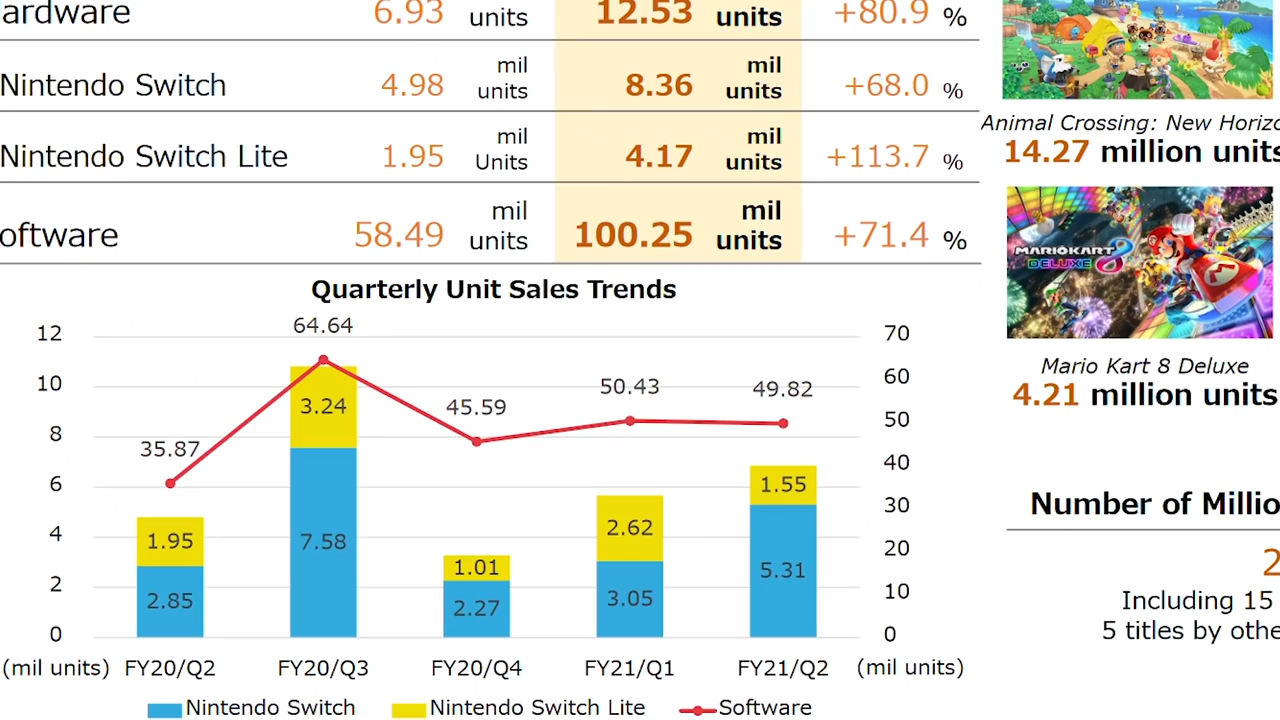 ardware 6.93 units 12.53 units +80.9 %
Nintendo Switch 4.98 mil units 8.36 mil units +68.0 %
Nintendo Switch Lite 1.95 mil Units 4.17 mil units +113.7 %
oftware 58.49 mil units 100.25 mil units +71.4 %
Animal Crossing: New Horizo
14.27 million units
MARIOKART 8
DELUXE
Mario Kart 8 Deluxe
4.21 million units
Number of Millio
2
Including 15
5 titles by othe
Quarterly Unit Sales Trends
12 64.64 70
10 60
8 35.87 3.24 45.59 50.43 49.82 50
6 40
4 1.95 7.58 1.01 2.62 1.55 30
2 2.85 2.27 3.05 5.31 20
10
0 0
(mil units) FY20/Q2 FY20/Q3 FY20/Q4 FY21/Q1 FY21/Q2 (mil units)
Nintendo Switch Nintendo Switch Lite Software